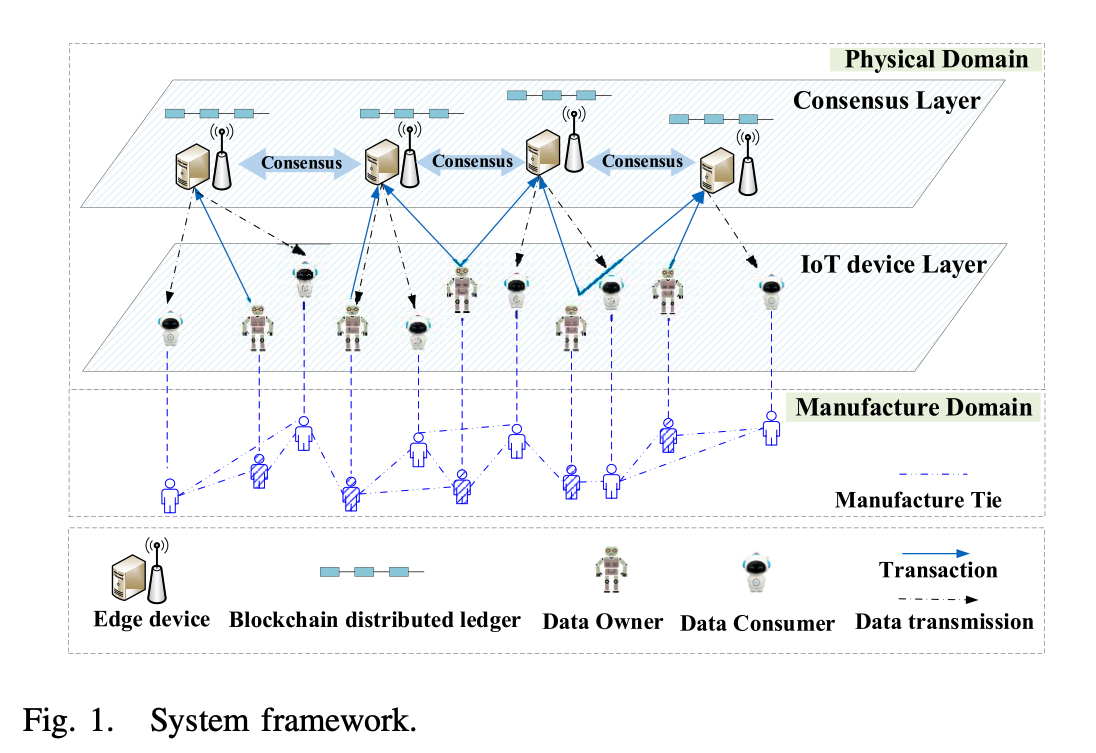 Physical Domain
Consensus Layer
Consensus
Consensus
Consensus
IoT device Layer
Manufacture Domain
Manufacture Tie
Edge device
Blockchain distributed ledger
Data Owner
Data Consumer
Transaction
Data transmission
Fig. 1. System framework.